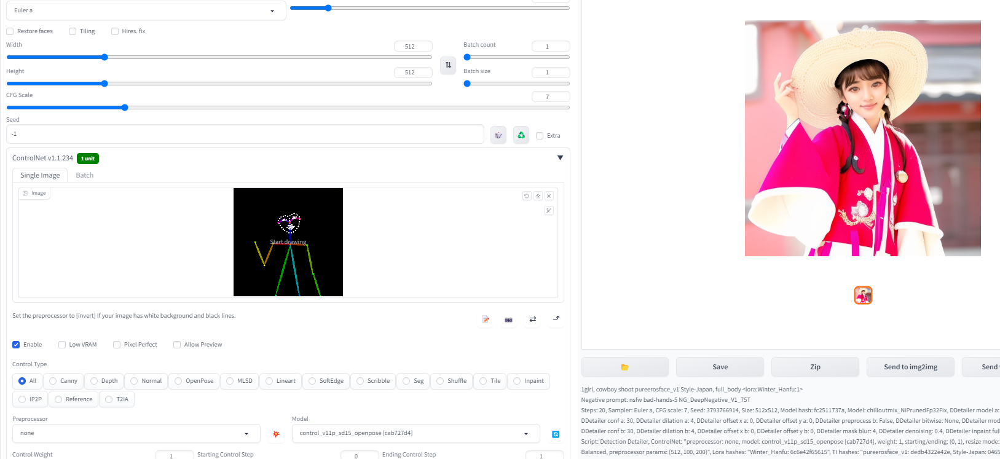 Euler a
Restore faces
Tiling
Hires. fix
Width
512
Batch count
1
Height
512
Batch size
1
CFG Scale
7
Seed
-1
Extra
ControlNet v1.1.234
1 unit
Single Image
Batch
Image
Start drawing
Set the preprocessor to [invert] If your image has white background and black lines.
Enable
Low VRAM
Pixel Perfect
Allow Preview
Control Type
All
Canny
Depth
Normal
OpenPose
MLSD
Lineart
SoftEdge
Scribble
Seg
Shuffle
Tile
Inpaint
IP2P
Reference
T2IA
Preprocessor
none
Model
control_v11p_sd15_openpose [cab727d4]
Control Weight
1
Starting Control Step
0
Ending Control Step
1
Save
Zip
Send to img2img
Send
1girl, cowboy shoot pureerosface_v1 Style-Japan, full_body <lora:Winter_Hanfu:1>
Negative prompt: nsfw bad-hands-5 NG_DeepNegative_V1_75T
Steps: 20, Sampler: Euler a, CFG scale: 7, Seed: 3793766914, Size: 512x512, Model hash: fc2511737a, Model: chilloutmix_NiPrunedFp32Fix, DDetailer model a:
DDetailer conf a: 30, DDetailer dilation a: 4, DDetailer offset x a: 0, DDetailer offset y a: 0, DDetailer preprocess b: False, DDetailer bitwise: None, DDetailer mod
DDetailer conf b: 30, DDetailer dilation b: 4, DDetailer offset x b: 0, DDetailer offset y b: 0, DDetailer mask blur: 4, DDetailer denoising: 0.4, DDetailer inpaint full
Script: Detection Detailer, ControlNet: "preprocessor: none, model: control_v11p_sd15_openpose [cab727d4], weight: 1, starting/ending: (0, 1), resize mode:
Balanced, preprocessor params: (512, 100, 200)", Lora hashes: "Winter_Hanfu: 6c6e42f65615", TI hashes: "pureerosface_v1: dedb4322e42e, Style-Japan: 0465